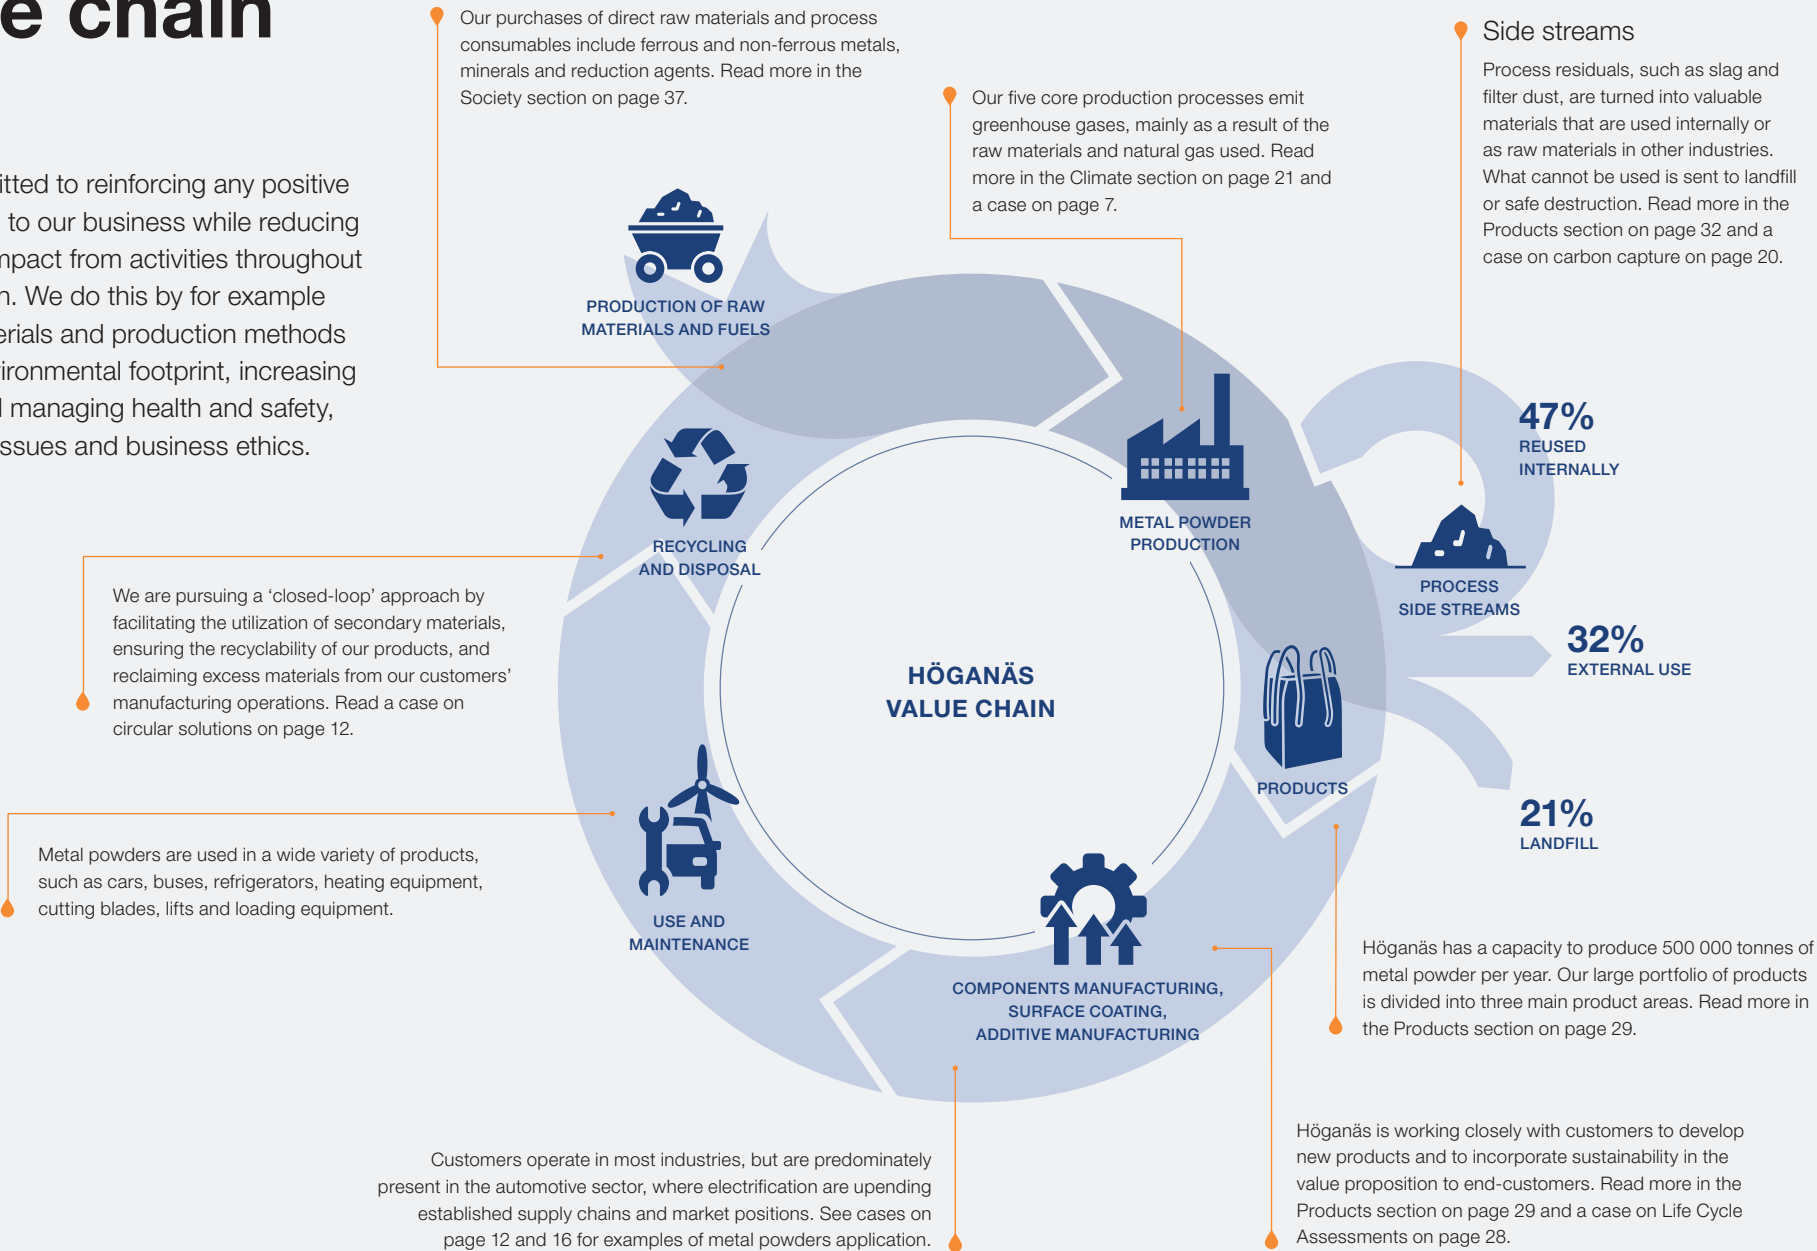 e chain
itted to reinforcing any positive
to our business while reducing
mpact from activities throughout
n. We do this by for example
erials and production methods
vironmental footprint, increasing
d managing health and safety,
issues and business ethics.
Our purchases of direct raw materials and process
consumables include ferrous and non-ferrous metals,
minerals and reduction agents. Read more in the
Society section on page 37.
Our five core production processes emit
greenhouse gases, mainly as a result of the
raw materials and natural gas used. Read
more in the Climate section on page 21 and
a case on page 7.
Side streams
Process residuals, such as slag and
filter dust, are turned into valuable
materials that are used internally or
as raw materials in other industries.
What cannot be used is sent to landfill
or safe destruction. Read more in the
Products section on page 32 and a
case on carbon capture on page 20.
PRODUCTION OF RAW
MATERIALS AND FUELS
47%
REUSED
INTERNALLY
METAL POWDER
PRODUCTION
RECYCLING
AND DISPOSAL
PROCESS
SIDE STREAMS
32%
EXTERNAL USE
We are pursuing a ‘closed-loop’ approach by
facilitating the utilization of secondary materials,
ensuring the recyclability of our products, and
reclaiming excess materials from our customers’
manufacturing operations. Read a case on
circular solutions on page 12.
HÖGANÄS
VALUE CHAIN
PRODUCTS
21%
LANDFILL
Metal powders are used in a wide variety of products,
such as cars, buses, refrigerators, heating equipment,
cutting blades, lifts and loading equipment.
USE AND
MAINTENANCE
COMPONENTS MANUFACTURING,
SURFACE COATING,
ADDITIVE MANUFACTURING
Höganäs has a capacity to produce 500 000 tonnes of
metal powder per year. Our large portfolio of products
is divided into three main product areas. Read more in
the Products section on page 29.
Customers operate in most industries, but are predominately
present in the automotive sector, where electrification are upending
established supply chains and market positions. See cases on
page 12 and 16 for examples of metal powders application.
Höganäs is working closely with customers to develop
new products and to incorporate sustainability in the
value proposition to end-customers. Read more in the
Products section on page 29 and a case on Life Cycle
Assessments on page 28.